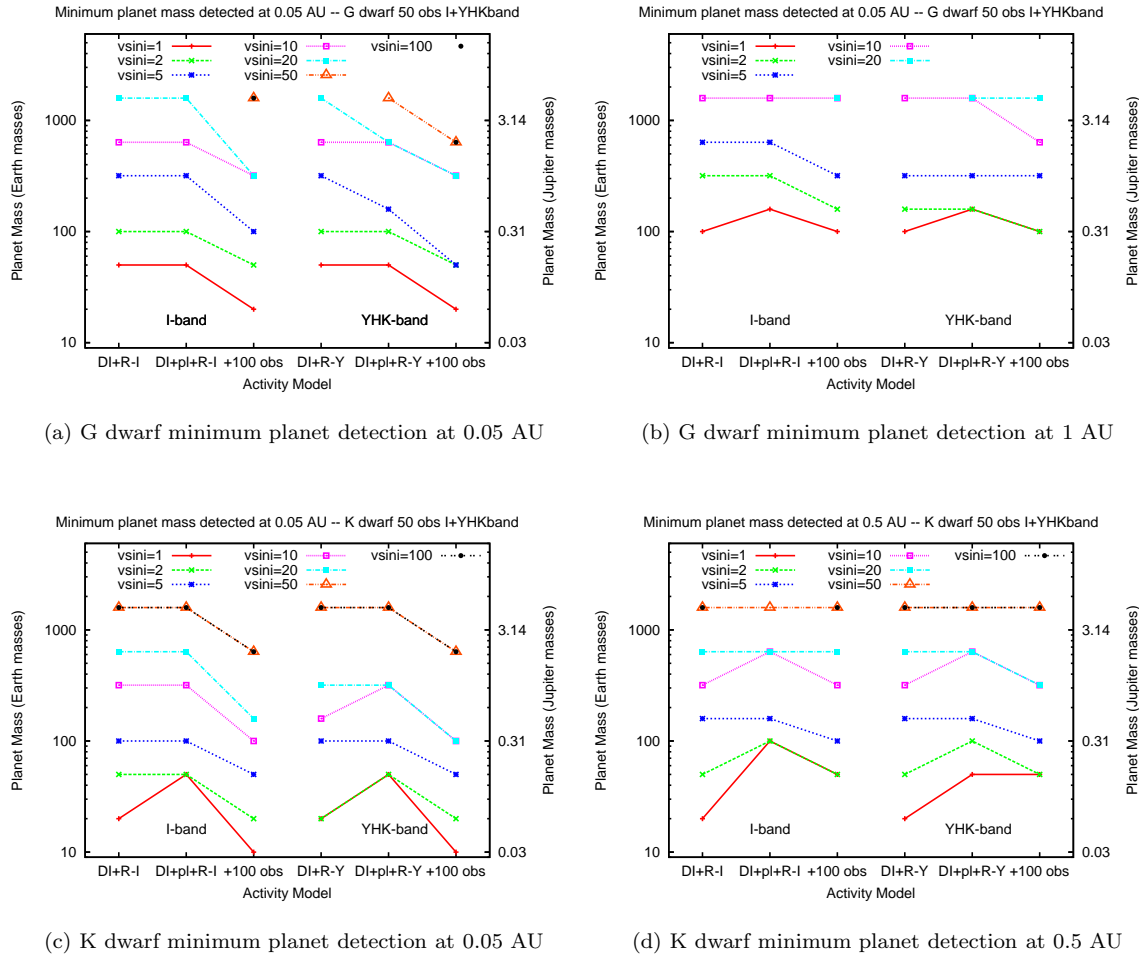 Minimum planet mass detected at 0.05 AU -- G dwarf 50 obs I+YHKband
vsini=1 vsini=10 vsini=100
vsini=2 vsini=20
vsini=5 vsini=50
Planet Mass (Earth masses)
1000
100
10
3.14
0.31
0.03
Planet Mass (Jupiter masses)
I-band YHK-band
DI+R-I DI+pl+R-I +100 obs DI+R-Y DI+pl+R-Y +100 obs
Activity Model
(a) G dwarf minimum planet detection at 0.05 AU
Minimum planet mass detected at 0.05 AU -- G dwarf 50 obs I+YHKband
vsini=1 vsini=10
vsini=2 vsini=20
vsini=5
Planet Mass (Earth masses)
1000
100
10
3.14
0.31
0.03
Planet Mass (Jupiter masses)
I-band YHK-band
DI+R-I DI+pl+R-I +100 obs DI+R-Y DI+pl+R-Y +100 obs
Activity Model
(b) G dwarf minimum planet detection at 1 AU
Minimum planet mass detected at 0.05 AU -- K dwarf 50 obs I+YHKband
vsini=1 vsini=10 vsini=100
vsini=2 vsini=20
vsini=5 vsini=50
Planet Mass (Earth masses)
1000
100
10
3.14
0.31
0.03
Planet Mass (Jupiter masses)
I-band YHK-band
DI+R-I DI+pl+R-I +100 obs DI+R-Y DI+pl+R-Y +100 obs
Activity Model
(c) K dwarf minimum planet detection at 0.05 AU
Minimum planet mass detected at 0.5 AU -- K dwarf 50 obs I+YHKband
vsini=1 vsini=10 vsini=100
vsini=2 vsini=20
vsini=5 vsini=50
Planet Mass (Earth masses)
1000
100
10
3.14
0.31
0.03
Planet Mass (Jupiter masses)
I-band YHK-band
DI+R-I DI+pl+R-I +100 obs DI+R-Y DI+pl+R-Y +100 obs
Activity Model
(d) K dwarf minimum planet detection at 0.5 AU